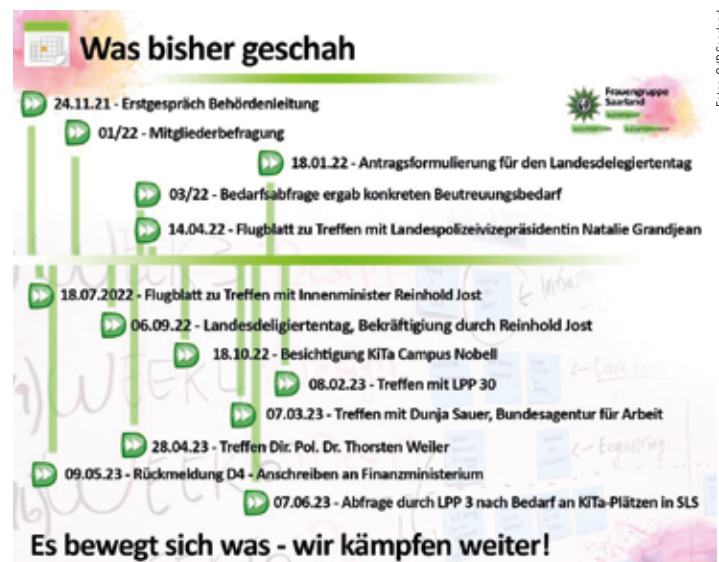 Was bisher geschah
24.11.21 - Erstgespräch Behördenleitung
Frauengruppe
Saarland
01/22 - Mitgliederbefragung
18.01.22 - Antragsformulierung für den Landesdelegiertentag
03/22 - Bedarfsabfrage ergab konkreten Beutreuungsbedarf
14.04.22 - Flugblatt zu Treffen mit Landespolizeivizepräsidentin Natalie Grandjean
18.07.2022 - Flugblatt zu Treffen mit Innenminister Reinhold Jost
06.09.22 - Landesdeligiertentag, Bekräftigiung durch Reinhold Jost
18.10.22 - Besichtigung KiTa Campus Nobell
08.02.23 - Treffen mit LPP 30
07.03.23 - Treffen mit Dunja Sauer, Bundesagentur für Arbeit
28.04.23 - Treffen Dir. Pol. Dr. Thorsten Weiler
09.05.23 - Rückmeldung D4 - Anschreiben an Finanzministerium
07.06.23 - Abfrage durch LPP 3 nach Bedarf an KiTa-Plätzen in SLS
Es bewegt sich was - wir kämpfen weiter!
WEEK 3
WEEK
WEEK